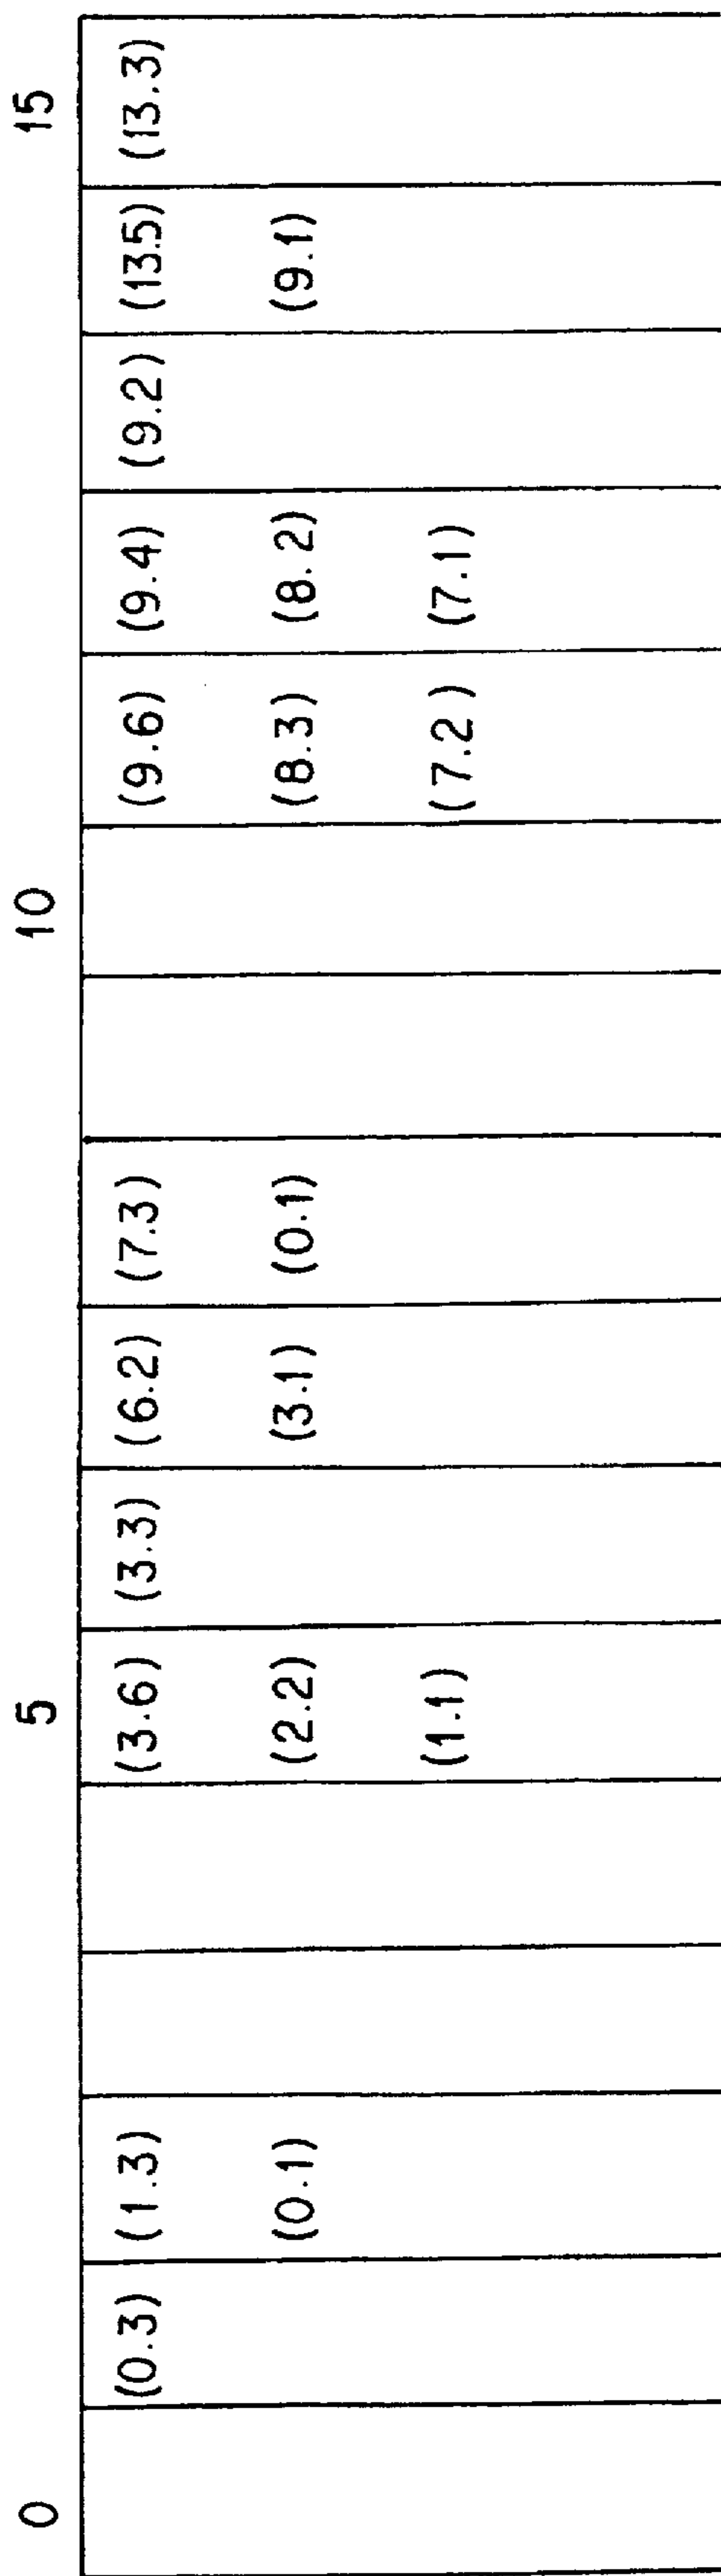 0 5 10 15
(0.3) (1.3) (3.6) (3.3) (6.2) (7.3) (9.6) (9.4) (9.2) (13.5) (13.3)
(0.1) (2.2) (3.1) (0.1) (8.3) (8.2) (9.1)
(1.1) (7.2) (7.1)